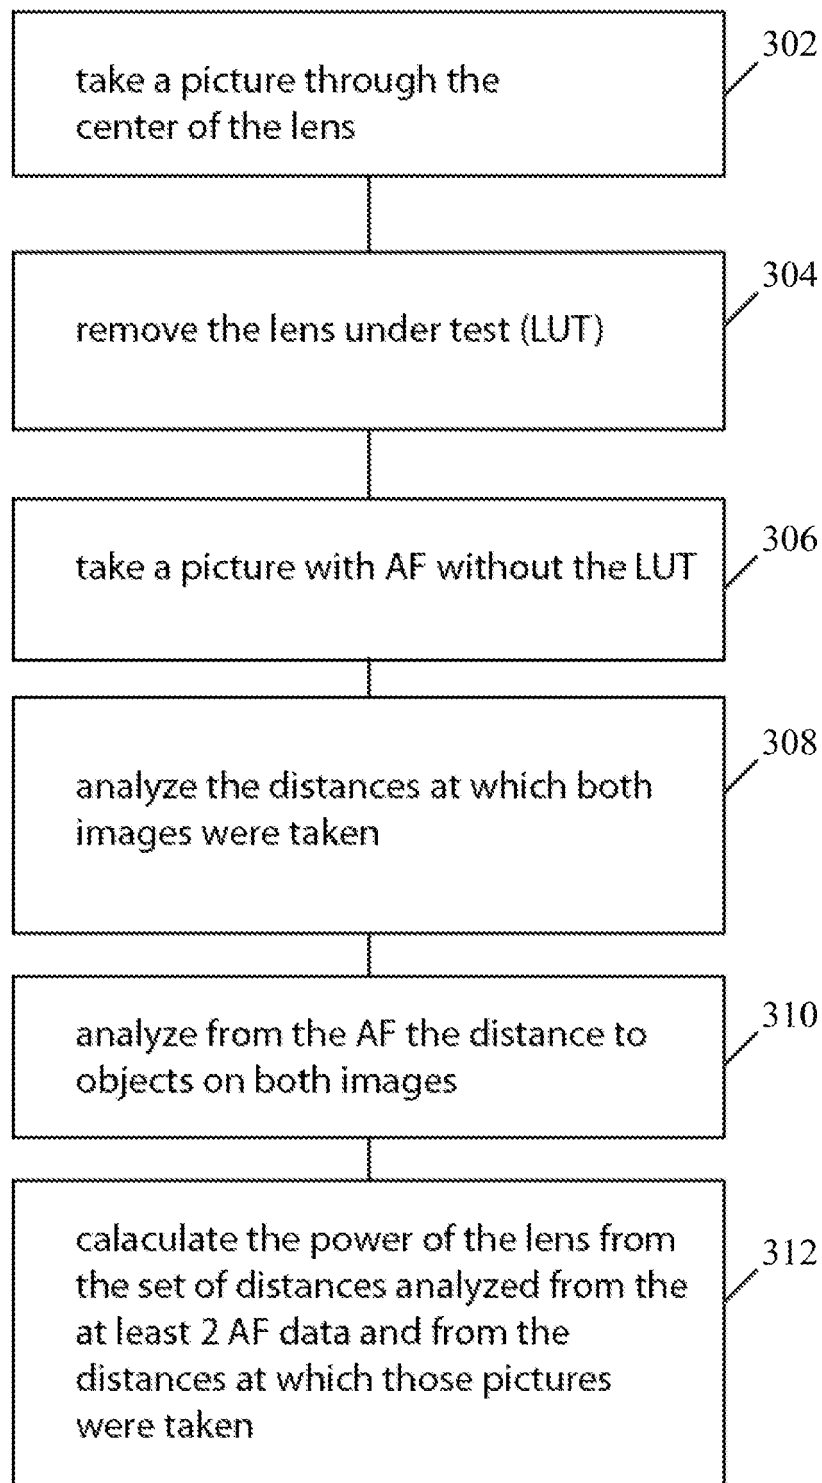 take a picture through the
center of the lens
302
remove the lens under test (LUT)
304
take a picture with AF without the LUT
306
analyze the distances at which both
images were taken
308
analyze from the AF the distance to
objects on both images
310
calaculate the power of the lens from
the set of distances analyzed from the
at least 2 AF data and from the
distances at which those pictures
were taken
312